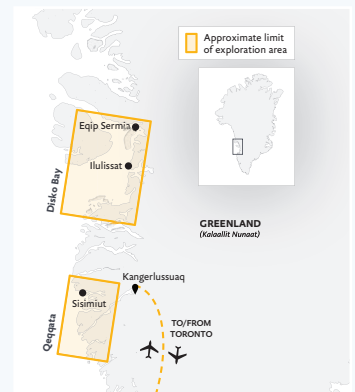 Approximate limit
of exploration area
Eqip Sermia
Ilulissat
Disko Bay
GREENLAND
(Kalaallit Nunaat)
Kangerlussuaq
Sisimiut
Qeqqata
TO/FROM
TORONTO